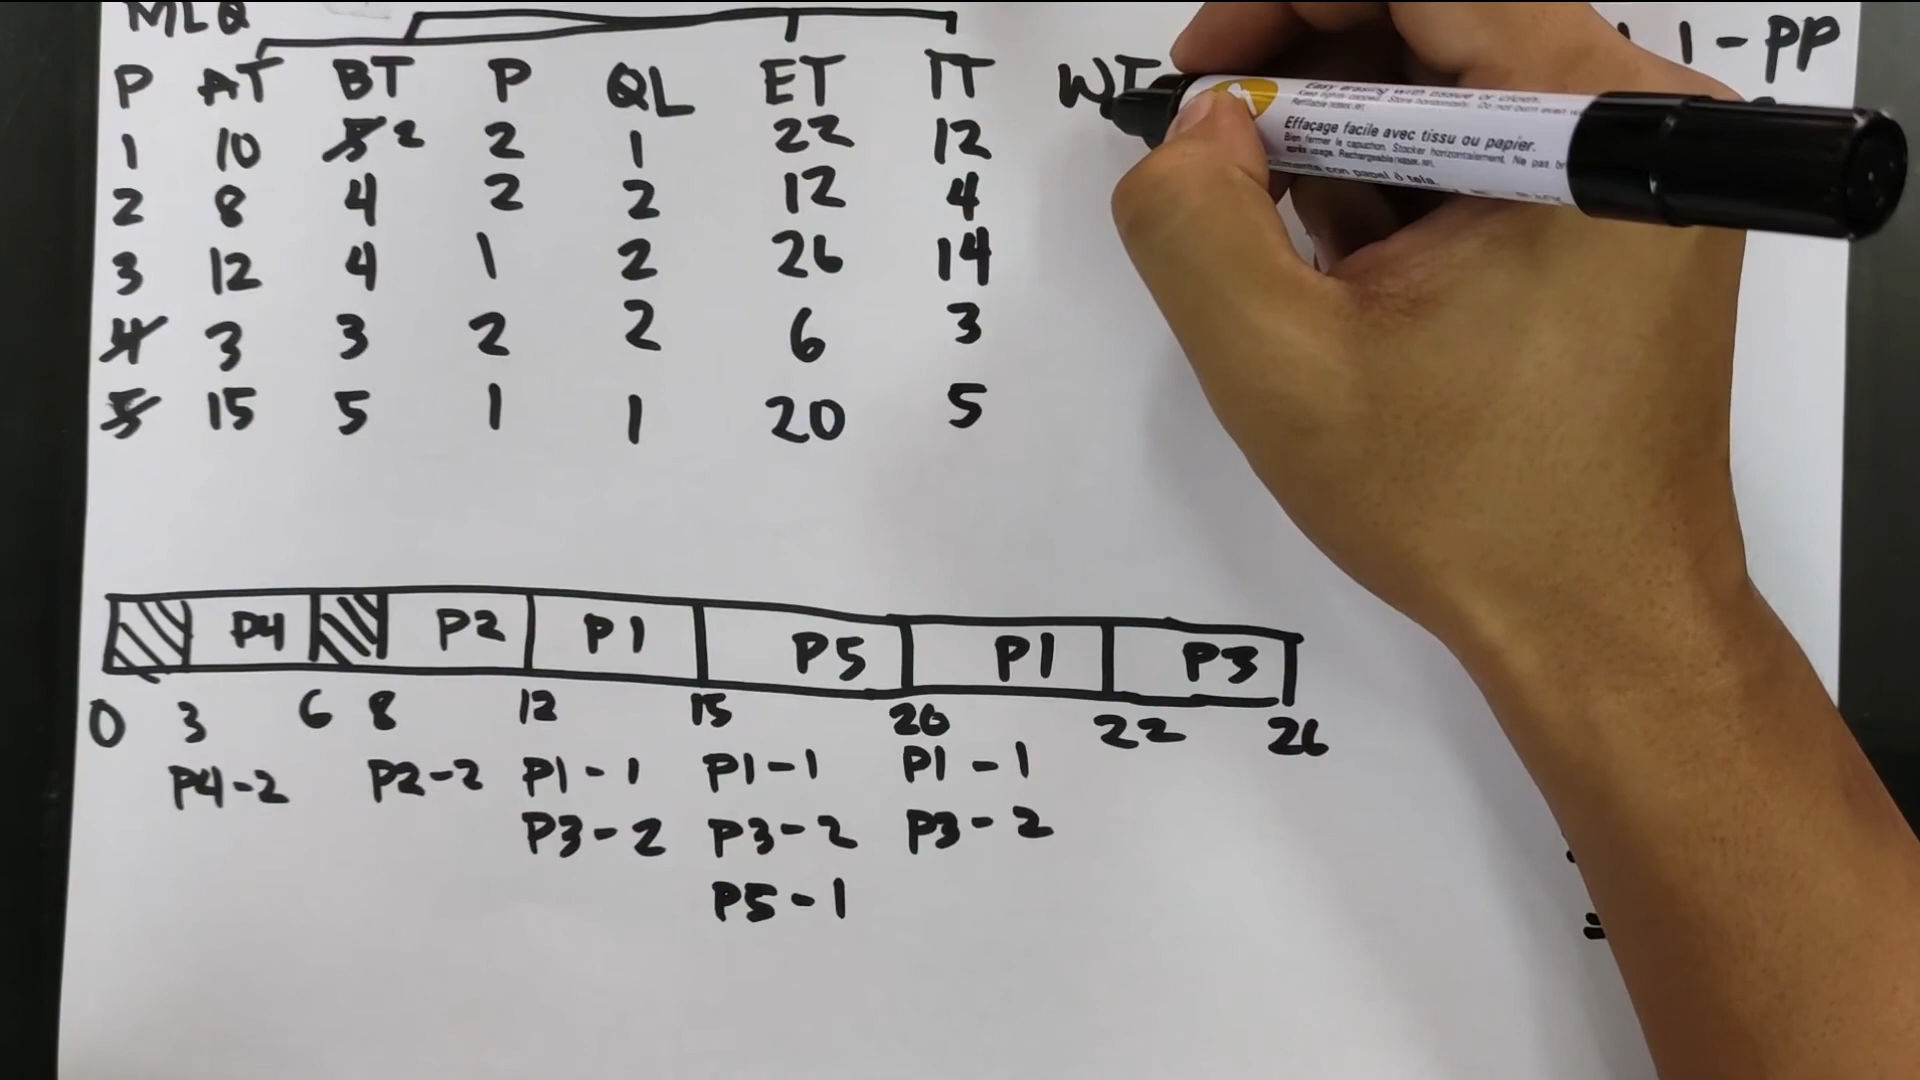 MLQ
1 - PP
P AT BT P QL ET TT WT
1 10 5 2 2 1 22 12
2 8 4 2 2 12 4
3 12 4 1 2 26 14
4 3 3 2 2 6 3
5 15 5 1 1 20 5
Effaçage facile avec tissu ou papier.
P4 P2 P1 P5 P1 P3
0 3 6 8 12 15 20 22 26
P4-2 P2-2 P1-1 P1-1 P1-1
P3-2 P3-2 P3-2
P5-1